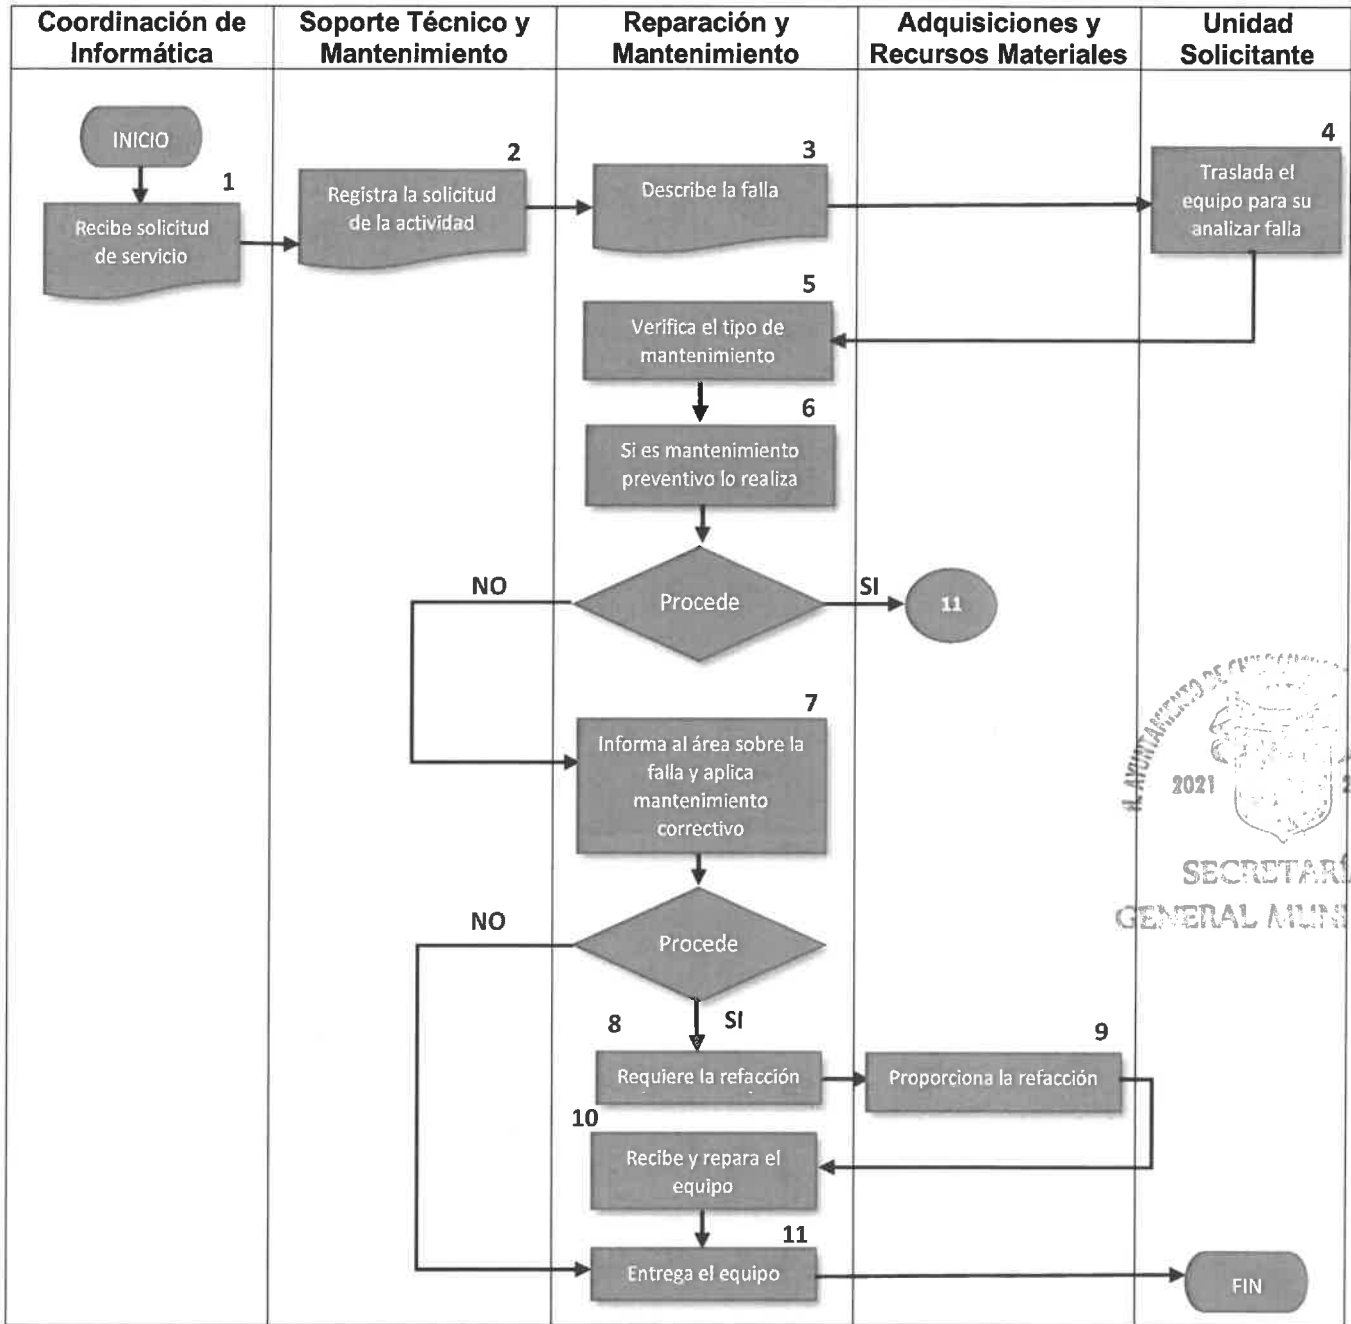 Coordinación de
Informática
Soporte Técnico y
Mantenimiento
Reparación y
Mantenimiento
Adquisiciones y
Recursos Materiales
Unidad
Solicitante
INICIO
1
Recibe solicitud
de servicio
2
Registra la solicitud
de la actividad
3
Describe la falla
4
Traslada el
equipo para su
analizar falla
5
Verifica el tipo de
mantenimiento
6
Si es mantenimiento
preventivo lo realiza
NO
Procede
SI
11
7
Informa al área sobre la
falla y aplica
mantenimiento
correctivo
H. AYUNTAMIENTO DE
2021
GENERAL
NO
Procede
SI
8
Requiere la refacción
9
Proporciona la refacción
10
Recibe y repara el
equipo
11
Entrega el equipo
FIN